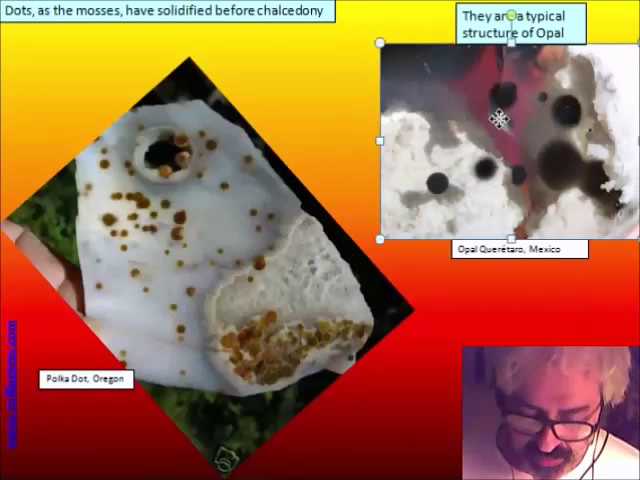 Dots, as the mosses, have solidified before chalcedony
They are a typical
structure of Opal
Opal Querétaro, Mexico
Polka Dot, Oregon